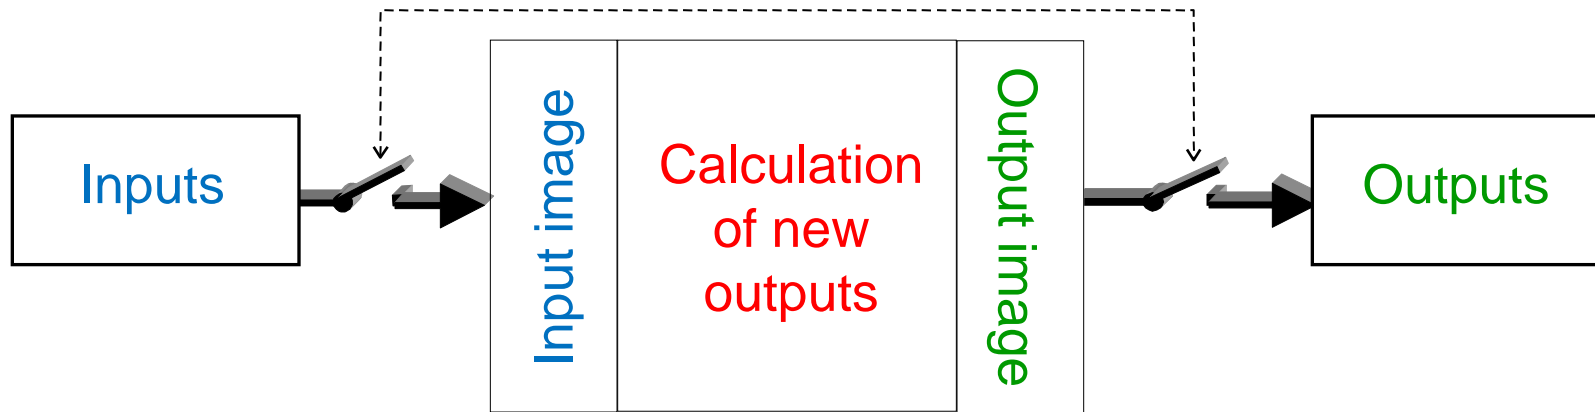 Inputs
Input image
Calculation
of new
outputs
Output image
Outputs